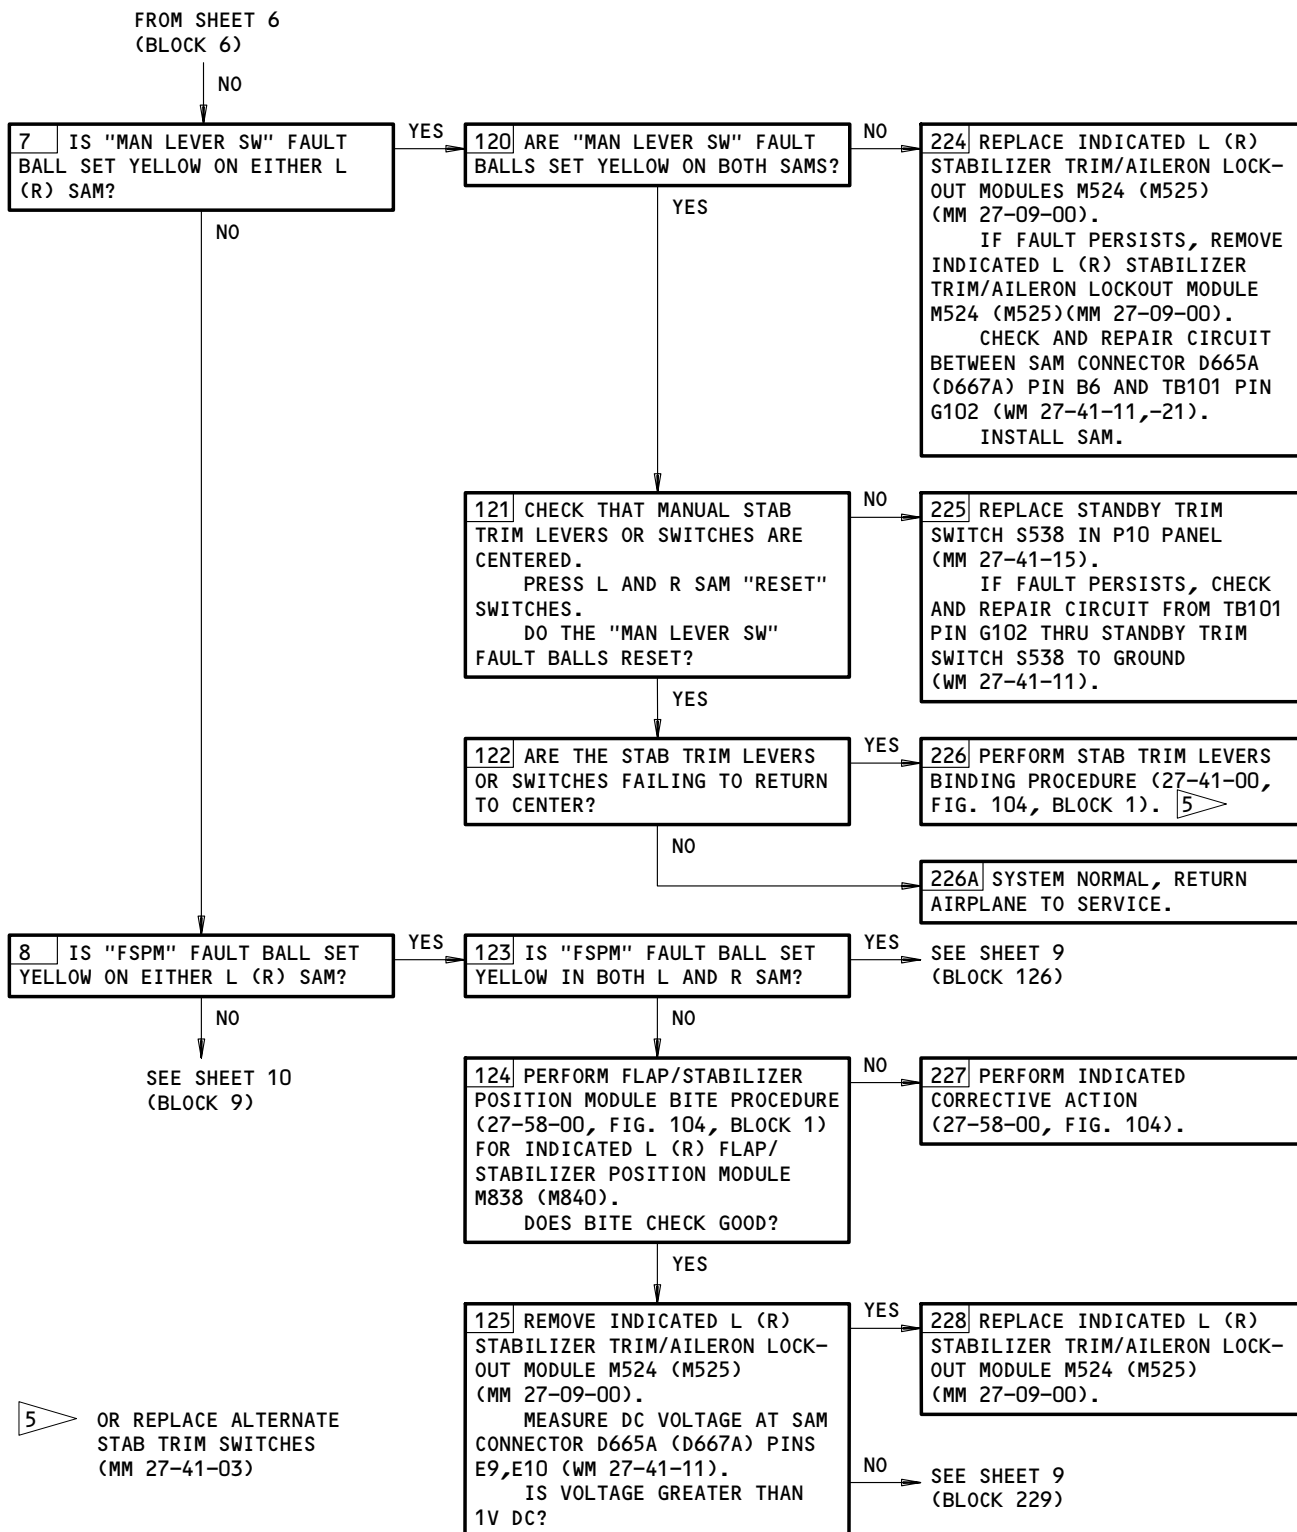 FROM SHEET 6
(BLOCK 6)
NO
7 IS "MAN LEVER SW" FAULT
BALL SET YELLOW ON EITHER L
(R) SAM?
YES
NO
120 ARE "MAN LEVER SW" FAULT
BALLS SET YELLOW ON BOTH SAMS?
NO
YES
224 REPLACE INDICATED L (R)
STABILIZER TRIM/AILERON LOCK-
OUT MODULES M524 (M525)
(MM 27-09-00).
IF FAULT PERSISTS, REMOVE
INDICATED L (R) STABILIZER
TRIM/AILERON LOCKOUT MODULE
M524 (M525)(MM 27-09-00).
CHECK AND REPAIR CIRCUIT
BETWEEN SAM CONNECTOR D665A
(D667A) PIN B6 AND TB101 PIN
G102 (WM 27-41-11,-21).
INSTALL SAM.
121 CHECK THAT MANUAL STAB
TRIM LEVERS OR SWITCHES ARE
CENTERED.
PRESS L AND R SAM "RESET"
SWITCHES.
DO THE "MAN LEVER SW"
FAULT BALLS RESET?
NO
YES
225 REPLACE STANDBY TRIM
SWITCH S538 IN P10 PANEL
(MM 27-41-15).
IF FAULT PERSISTS, CHECK
AND REPAIR CIRCUIT FROM TB101
PIN G102 THRU STANDBY TRIM
SWITCH S538 TO GROUND
(WM 27-41-11).
122 ARE THE STAB TRIM LEVERS
OR SWITCHES FAILING TO RETURN
TO CENTER?
YES
NO
226 PERFORM STAB TRIM LEVERS
BINDING PROCEDURE (27-41-00,
FIG. 104, BLOCK 1). 5
226A SYSTEM NORMAL, RETURN
AIRPLANE TO SERVICE.
8 IS "FSPM" FAULT BALL SET
YELLOW ON EITHER L (R) SAM?
YES
NO
SEE SHEET 10
(BLOCK 9)
123 IS "FSPM" FAULT BALL SET
YELLOW IN BOTH L AND R SAM?
YES
NO
SEE SHEET 9
(BLOCK 126)
124 PERFORM FLAP/STABILIZER
POSITION MODULE BITE PROCEDURE
(27-58-00, FIG. 104, BLOCK 1)
FOR INDICATED L (R) FLAP/
STABILIZER POSITION MODULE
M838 (M840).
DOES BITE CHECK GOOD?
NO
YES
227 PERFORM INDICATED
CORRECTIVE ACTION
(27-58-00, FIG. 104).
125 REMOVE INDICATED L (R)
STABILIZER TRIM/AILERON LOCK-
OUT MODULE M524 (M525)
(MM 27-09-00).
MEASURE DC VOLTAGE AT SAM
CONNECTOR D665A (D667A) PINS
E9,E10 (WM 27-41-11).
IS VOLTAGE GREATER THAN
1V DC?
YES
NO
228 REPLACE INDICATED L (R)
STABILIZER TRIM/AILERON LOCK-
OUT MODULE M524 (M525)
(MM 27-09-00).
SEE SHEET 9
(BLOCK 229)
5 OR REPLACE ALTERNATE
STAB TRIM SWITCHES
(MM 27-41-03)